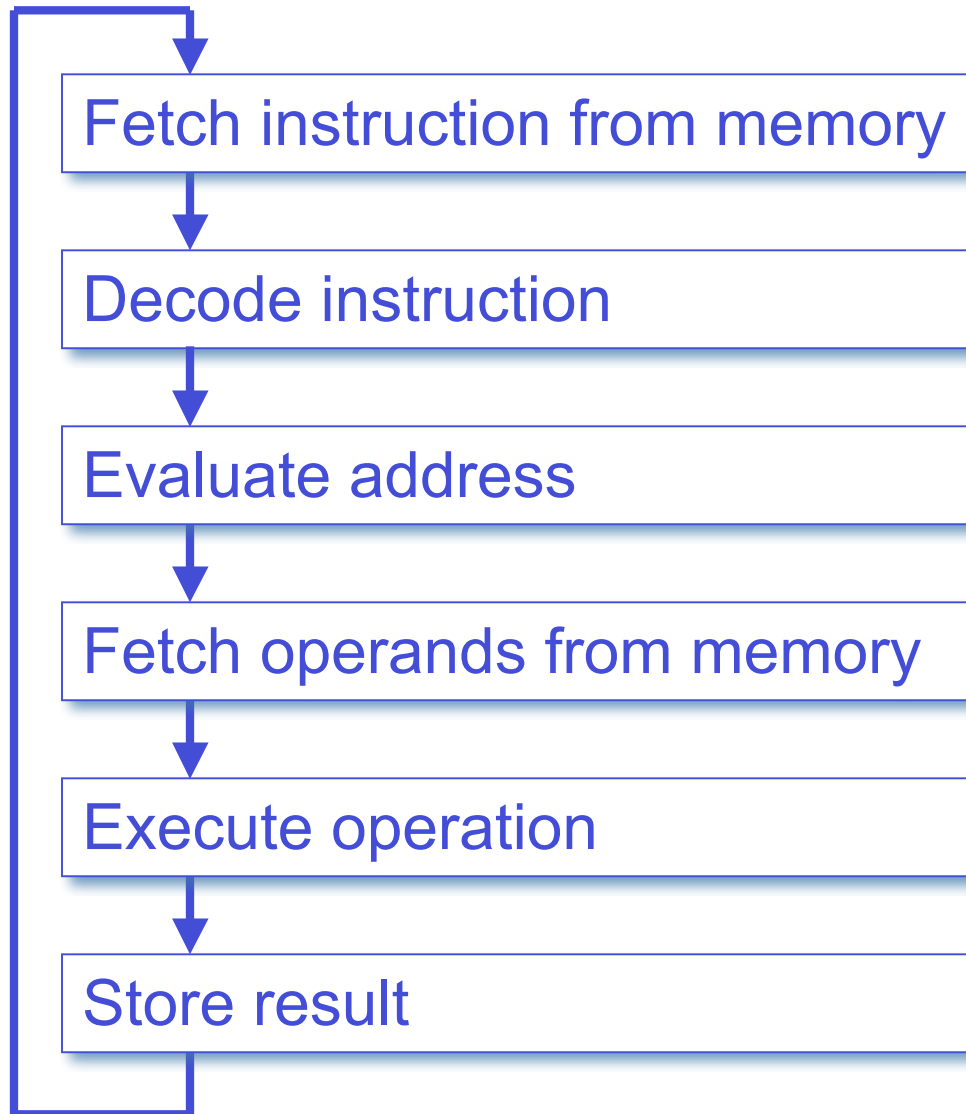 Fetch instruction from memory
Decode instruction
Evaluate address
Fetch operands from memory
Execute operation
Store result